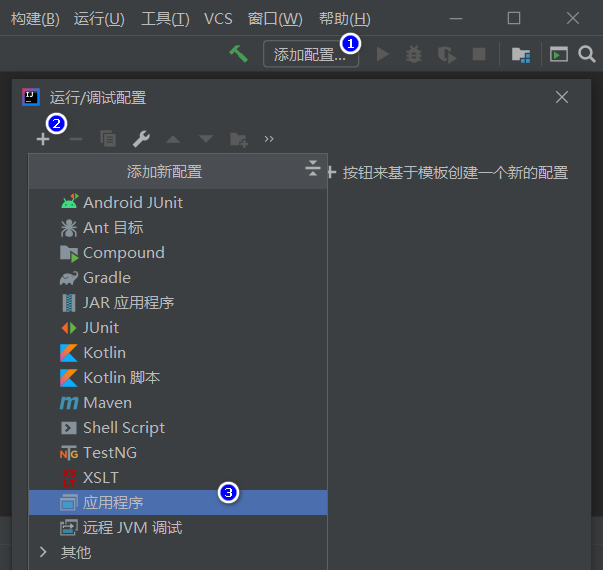 构建(B) 运行(U) 工具(T) VCS 窗口(W) 帮助(H)
添加配置... 1
IJ 运行/调试配置
2
添加新配置
+ 按钮来基于模板创建一个新的配置
Android JUnit
Ant 目标
Compound
Gradle
JAR 应用程序
JUnit
Kotlin
Kotlin 脚本
Maven
Shell Script
TestNG
XSLT
应用程序 3
远程 JVM 调试
其他